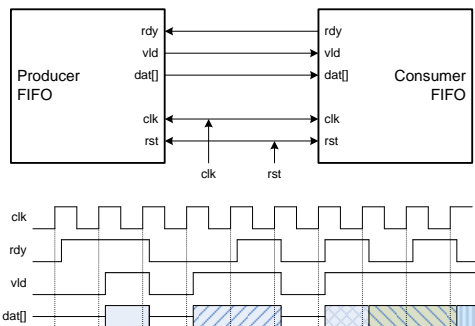 rdy
rdy
vld
vld
Producer
FIFO
dat[]
dat[]
Consumer
FIFO
clk
clk
rst
rst
clk
rst
clk
rdy
vld
dat[]